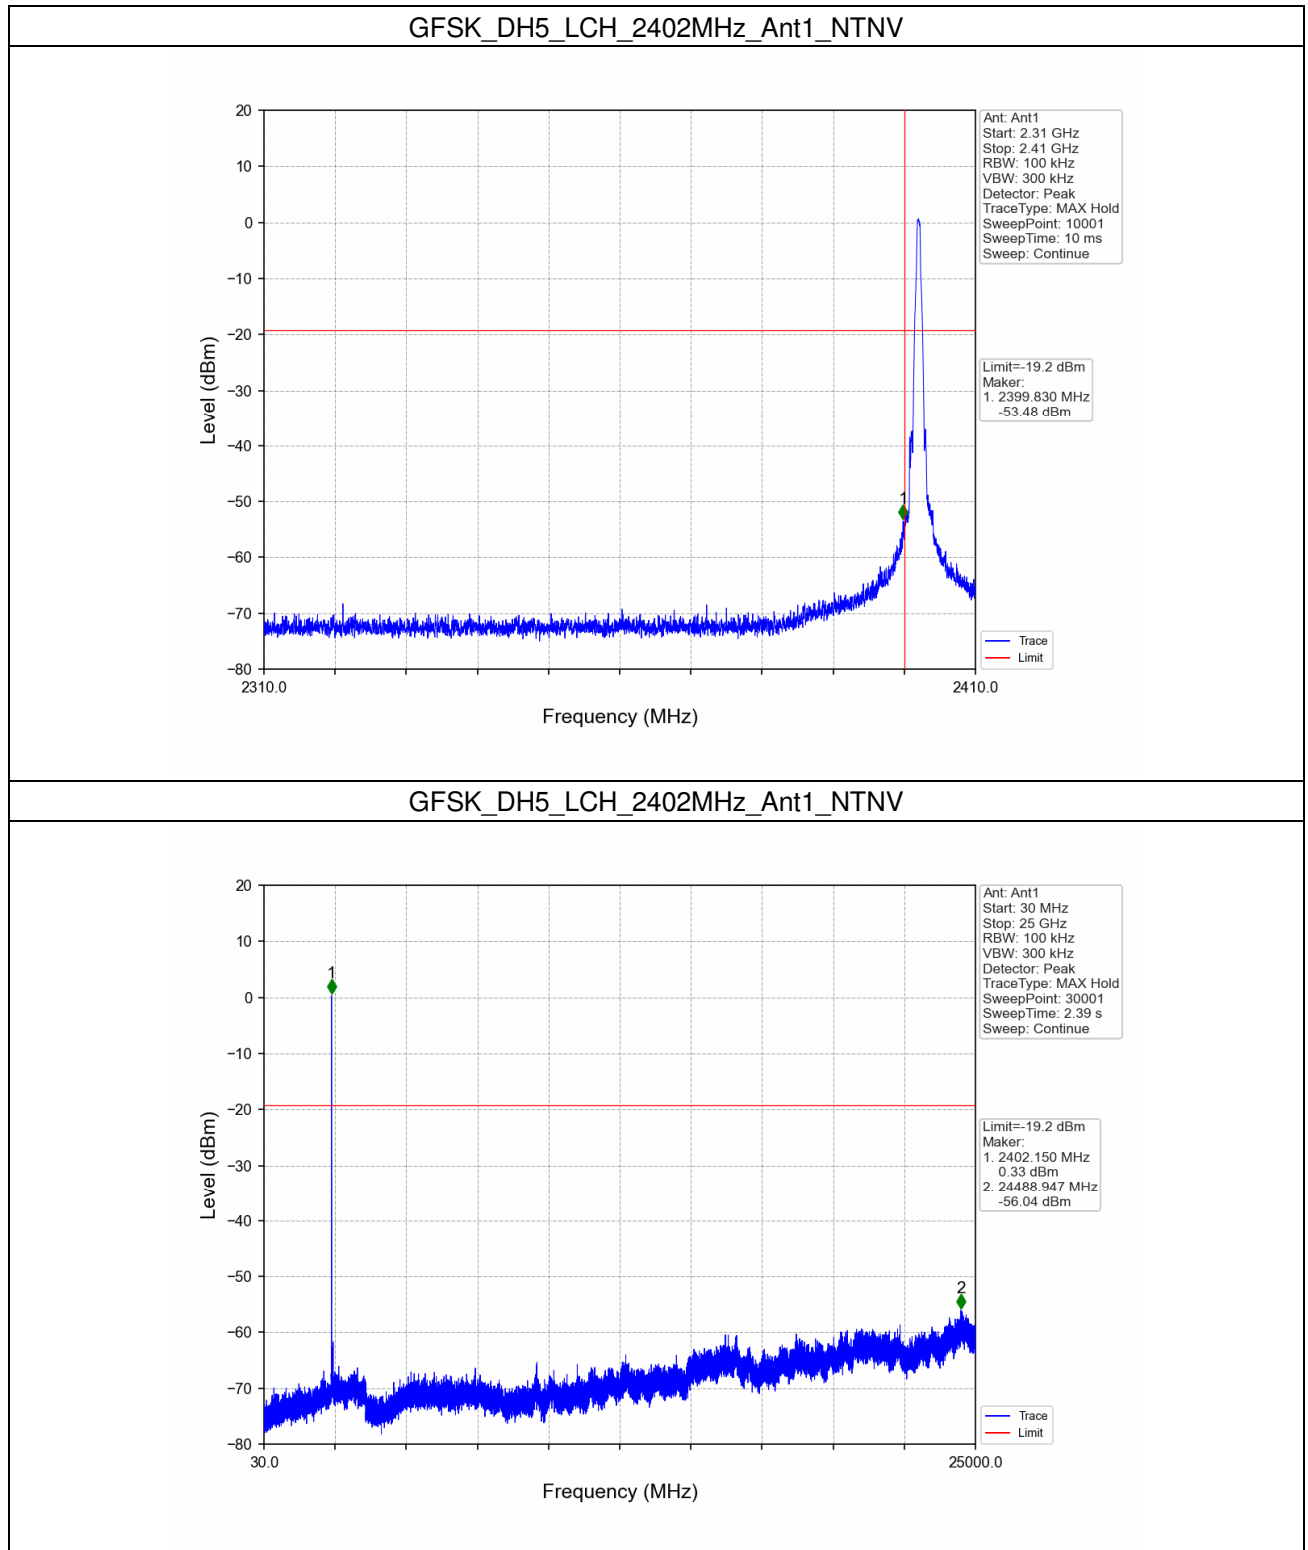 GFSK_DH5_LCH_2402MHz_Ant1_NTNV
20
10
0
−10
−20
−30
−40
−50
−60
−70
−80
Level (dBm)
2310.0
2410.0
Frequency (MHz)
1
Ant: Ant1
Start: 2.31 GHz
Stop: 2.41 GHz
RBW: 100 kHz
VBW: 300 kHz
Detector: Peak
TraceType: MAX Hold
SweepPoint: 10001
SweepTime: 10 ms
Sweep: Continue
Limit=-19.2 dBm
Maker:
1. 2399.830 MHz
-53.48 dBm
Trace
Limit
GFSK_DH5_LCH_2402MHz_Ant1_NTNV
20
10
0
−10
−20
−30
−40
−50
−60
−70
−80
Level (dBm)
30.0
25000.0
Frequency (MHz)
1
2
Ant: Ant1
Start: 30 MHz
Stop: 25 GHz
RBW: 100 kHz
VBW: 300 kHz
Detector: Peak
TraceType: MAX Hold
SweepPoint: 30001
SweepTime: 2.39 s
Sweep: Continue
Limit=-19.2 dBm
Maker:
1. 2402.150 MHz
0.33 dBm
2. 24488.947 MHz
-56.04 dBm
Trace
Limit